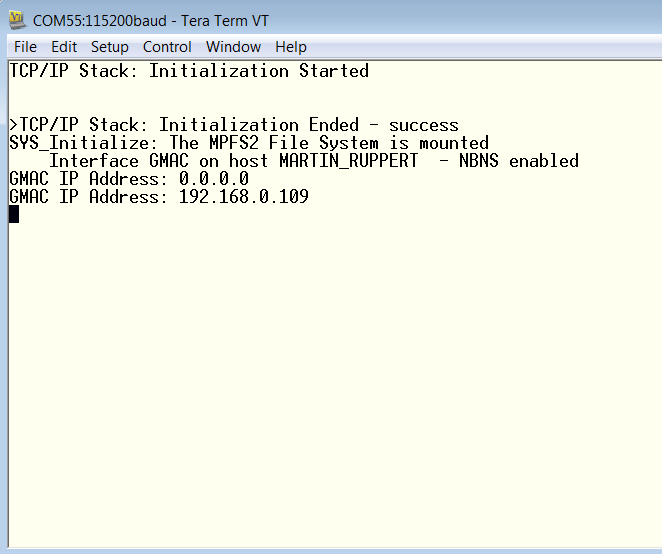 COM55:115200baud - Tera Term VT
File Edit Setup Control Window Help
TCP/IP Stack: Initialization Started
>TCP/IP Stack: Initialization Ended - success
SYS_Initialize: The MPFS2 File System is mounted
    Interface GMAC on host MARTIN_RUPPERT  - NBNS enabled
GMAC IP Address: 0.0.0.0
GMAC IP Address: 192.168.0.109